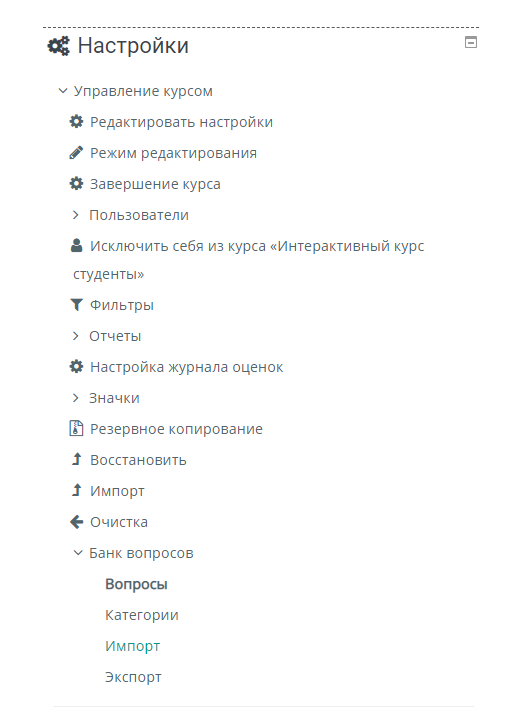 Настройки
Управление курсом
Редактировать настройки
Режим редактирования
Завершение курса
Пользователи
Исключить себя из курса «Интерактивный курс
студенты»
Фильтры
Отчеты
Настройка журнала оценок
Значки
Резервное копирование
Восстановить
Импорт
Очистка
Банк вопросов
Вопросы
Категории
Импорт
Экспорт